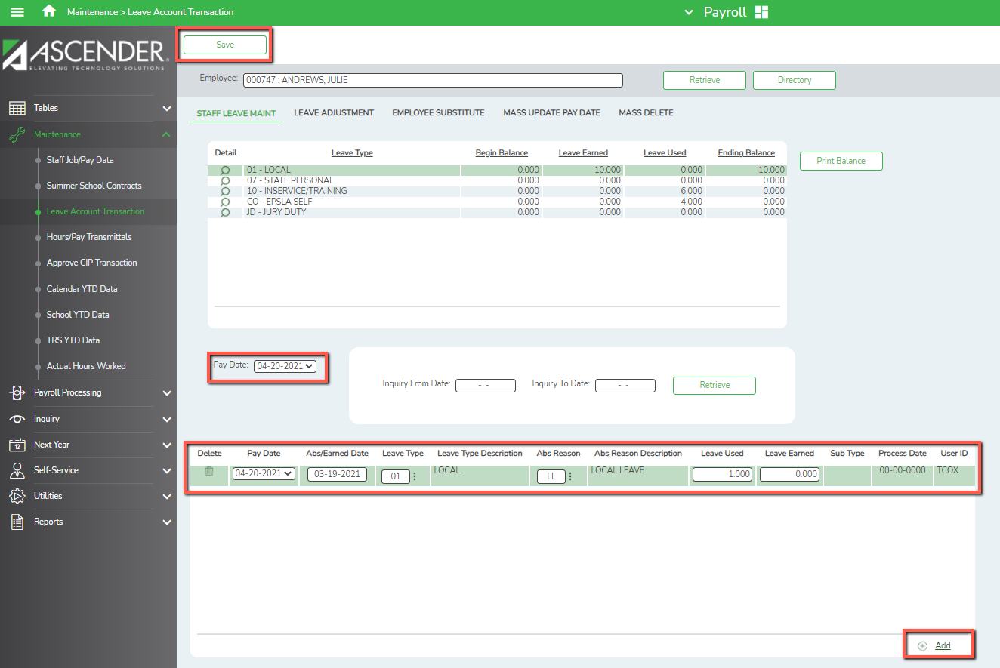 Maintenance > Leave Account Transaction
Payroll
ASCENDER
ELEVATING TECHNOLOGY SOLUTIONS
Tables
Maintenance
Staff Job/Pay Data
Summer School Contracts
Leave Account Transaction
Hours/Pay Transmittals
Approve CIP Transaction
Calendar YTD Data
School YTD Data
TRS YTD Data
Actual Hours Worked
Payroll Processing
Inquiry
12
Next Year
Self-Service
Utilities
Reports
Save
Employee: 000747 : ANDREWS, JULIE Retrieve Directory
STAFF LEAVE MAINT LEAVE ADJUSTMENT EMPLOYEE SUBSTITUTE MASS UPDATE PAY DATE MASS DELETE
Detail Leave Type Begin Balance Leave Earned Leave Used Ending Balance
01 - LOCAL 0.000 10.000 0.000 10.000
07 - STATE PERSONAL 0.000 0.000 0.000 0.000
10 - INSERVICE/TRAINING 0.000 0.000 6.000 0.000
CO - EPSLA SELF 0.000 0.000 4.000 0.000
JD - JURY DUTY 0.000 0.000 0.000 0.000
Print Balance
Pay Date: 04-20-2021
Inquiry From Date: - - Inquiry To Date: - - Retrieve
Delete Pay Date Abs/Earned Date Leave Type Leave Type Description Abs Reason Abs Reason Description Leave Used Leave Earned Sub Type Process Date User ID
04-20-2021 03-19-2021 01 LOCAL LL LOCAL LEAVE 1.000 0.000 00-00-0000 TCOX
Add